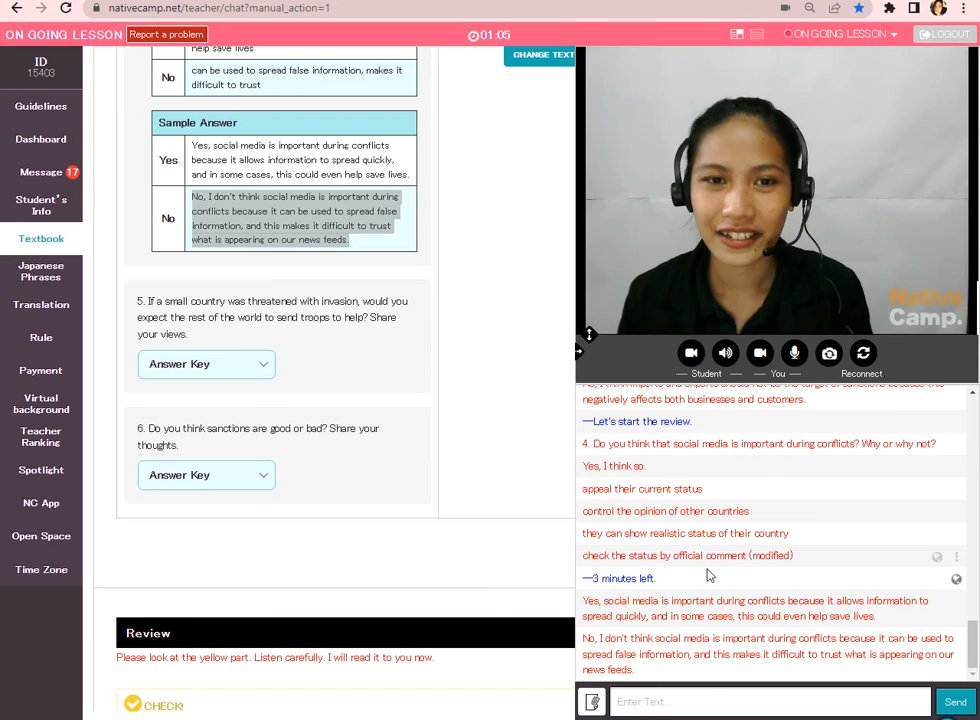 nativecamp.net/teacher/chat?manual_action=1
ON GOING LESSON
Report a problem
01:05
ON GOING LESSON
LOGOUT
ID
15403
Guidelines
Dashboard
Message 17
Student's
Info
Textbook
Japanese
Phrases
Translation
Rule
Payment
Virtual
background
Teacher
Ranking
Spotlight
NC App
Open Space
Time Zone
help save lives
No
can be used to spread false information, makes it
difficult to trust
Sample Answer
Yes
Yes, social media is important during conflicts
because it allows information to spread quickly,
and in some cases, this could even help save lives.
No
No, I don't think social media is important during
conflicts because it can be used to spread false
information, and this makes it difficult to trust
what is appearing on our news feeds.
5. If a small country was threatened with invasion, would you
expect the rest of the world to send troops to help? Share
your views.
Answer Key
6. Do you think sanctions are good or bad? Share your
thoughts.
Answer Key
Review
Please look at the yellow part. Listen carefully. I will read it to you now.
CHECK!
CHANGE TEXT
Native
Camp.
Student
You
Reconnect
No, I think imports and exports should not be the target of sanctions because this
negatively affects both businesses and customers.
—Let's start the review.
4. Do you think that social media is important during conflicts? Why or why not?
Yes, I think so.
appeal their current status
control the opinion of other countries
they can show realistic status of their country
check the status by official comment (modified)
—3 minutes left.
Yes, social media is important during conflicts because it allows information to
spread quickly, and in some cases, this could even help save lives.
No, I don't think social media is important during conflicts because it can be used to
spread false information, and this makes it difficult to trust what is appearing on our
news feeds.
Enter Text...
Send